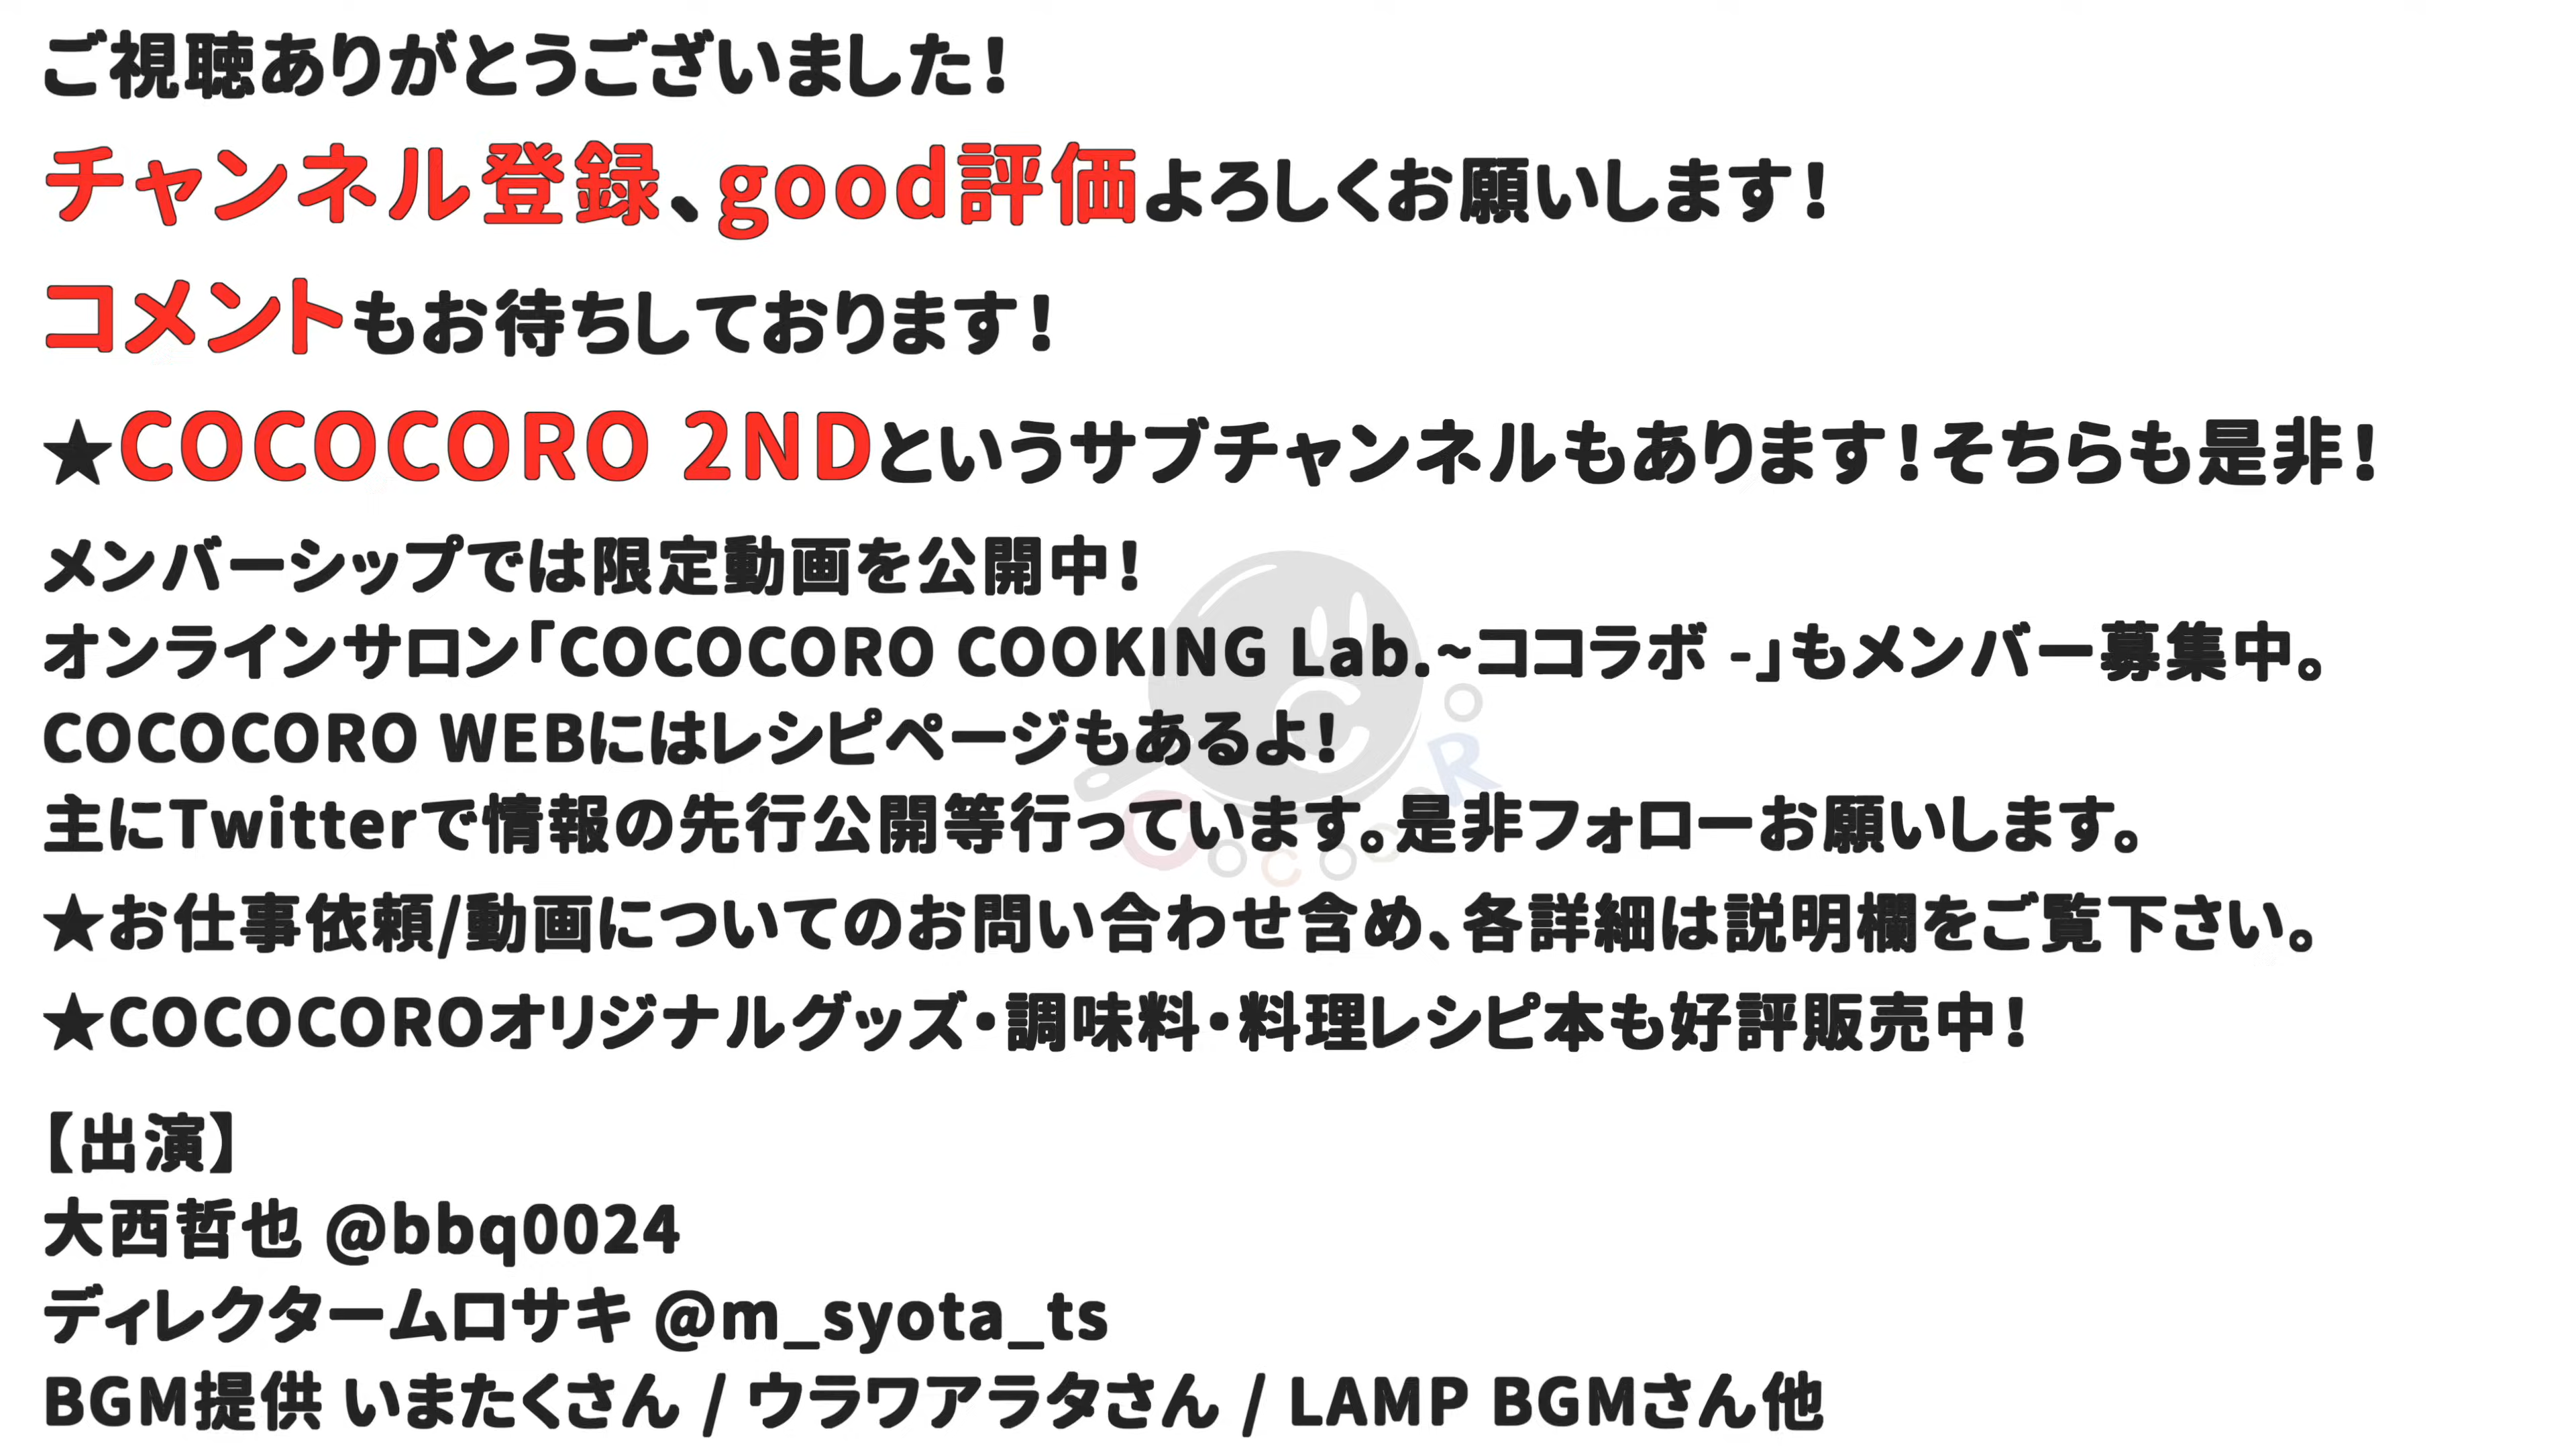 ご視聴ありがとうございました！
チャンネル登録、good評価よろしくお願いします！
コメントもお待ちしております！
★COCOCORO 2NDというサブチャンネルもあります！そちらも是非！
メンバーシップでは限定動画を公開中！
オンラインサロン「COCOCORO COOKING Lab.~ココラボ -」もメンバー募集中。
COCOCORO WEBにはレシピページもあるよ！
主にTwitterで情報の先行公開等行っています。是非フォローお願いします。
★お仕事依頼/動画についてのお問い合わせ含め、各詳細は説明欄をご覧下さい。
★COCOCOROオリジナルグッズ・調味料・料理レシピ本も好評販売中！
【出演】
大西哲也 @bbq0024
ディレクタームロサキ @m_syota_ts
BGM提供 いまたくさん / ウラワアラタさん / LAMP BGMさん他
COCOCORO